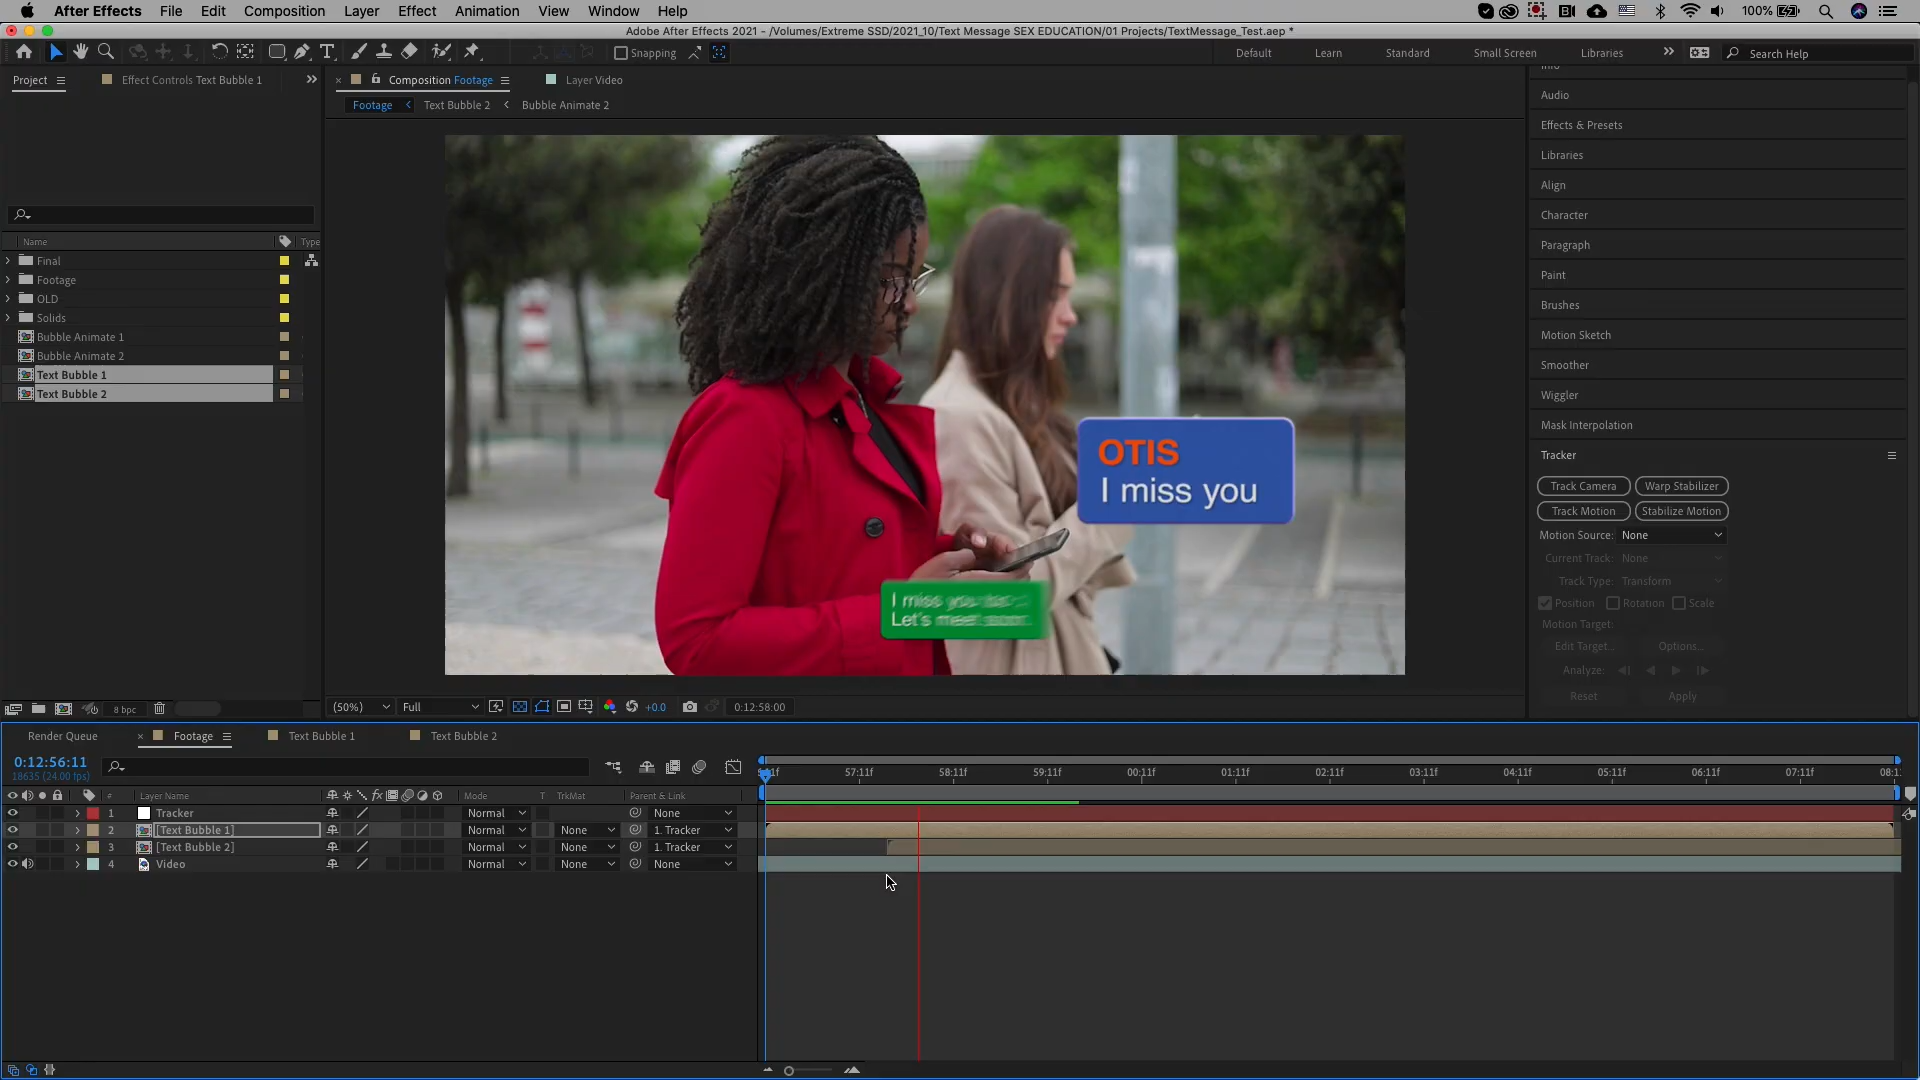 After Effects File Edit Composition Layer Effect Animation View Window Help 100%
Adobe After Effects 2021 - /Volumes/Extreme SSD/2021_10/Text Message SEX EDUCATION/01 Projects/TextMessage_Test.aep *
Snapping Default Learn Standard Small Screen Libraries Search Help
Project Effect Controls Text Bubble 1 Composition Footage Layer Video
Footage Text Bubble 2 Bubble Animate 2
Audio
Effects & Presets
Libraries
Align
Character
Paragraph
Paint
Brushes
Motion Sketch
Smoother
Wiggler
Mask Interpolation
Tracker
Track Camera Warp Stabilizer
Track Motion Stabilize Motion
Motion Source: None
Current Track: None
Track Type: Transform
Position Rotation Scale
Motion Target:
Edit Target... Options...
Analyze:
Reset Apply
Name Type
Final
Footage
OLD
Solids
Bubble Animate 1
Bubble Animate 2
Text Bubble 1
Text Bubble 2
OTIS
I miss you
I miss you
Let's meet
8 bpc (50%) Full +0.0 0:12:58:00
Render Queue Footage Text Bubble 1 Text Bubble 2
0:12:56:11
18635 (24.00 fps)
57:11f 58:11f 59:11f 00:11f 01:11f 02:11f 03:11f 04:11f 05:11f 06:11f 07:11f
# Layer Name fx Mode T TrkMat Parent & Link
1 Tracker Normal None
2 [Text Bubble 1] Normal None 1. Tracker
3 [Text Bubble 2] Normal None 1. Tracker
4 Video Normal None None